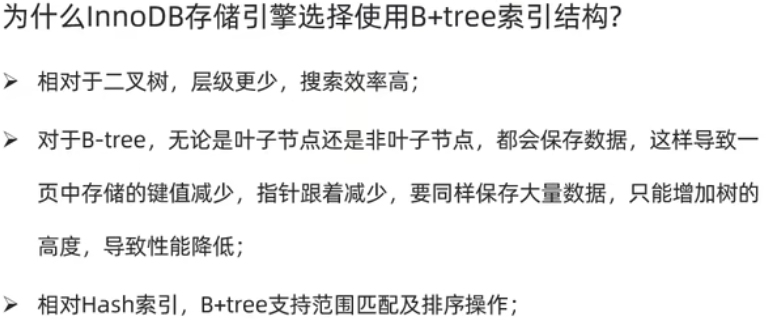 为什么InnoDB存储引擎选择使用B+tree索引结构?
➢ 相对于二叉树，层级更少，搜索效率高；
➢ 对于B-tree，无论是叶子节点还是非叶子节点，都会保存数据，这样导致一
页中存储的键值减少，指针跟着减少，要同样保存大量数据，只能增加树的
高度，导致性能降低；
➢ 相对Hash索引，B+tree支持范围匹配及排序操作；